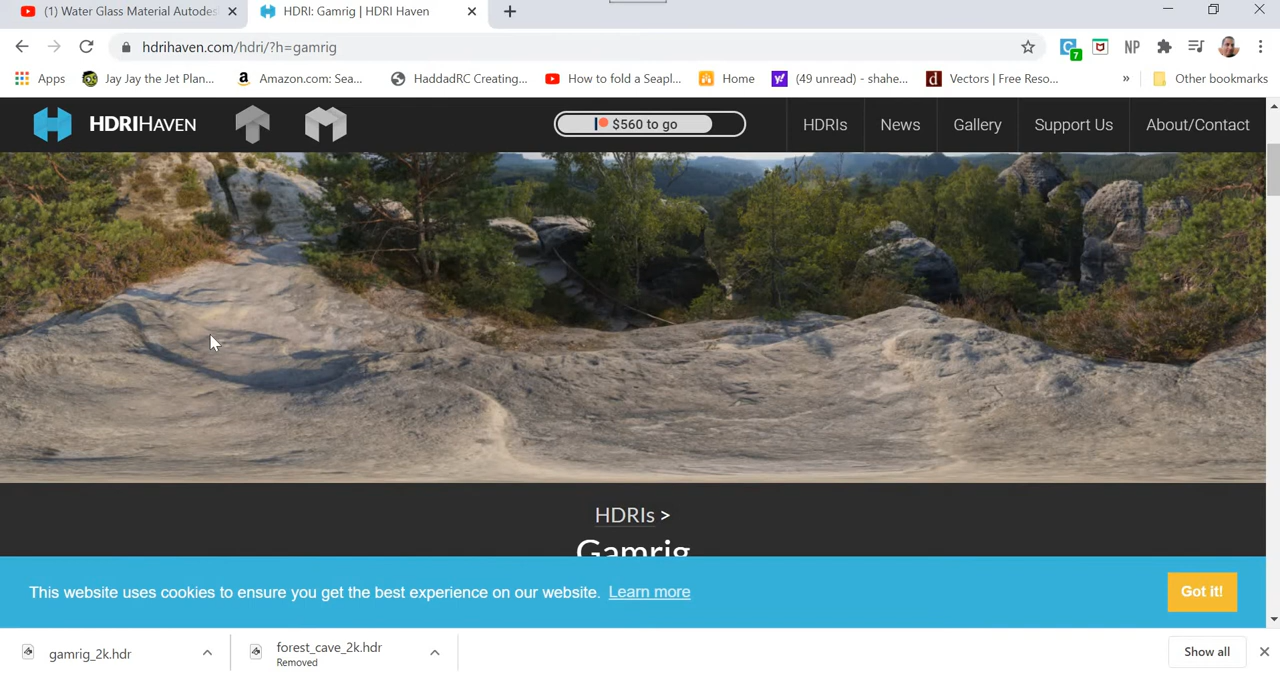 (1) Water Glass Material Autodes
HDRI: Gamrig | HDRI Haven
hdrihaven.com/hdri/?h=gamrig
7
NP
Apps
Jay Jay the Jet Plan...
Amazon.com: Sea...
HaddadRC Creating...
How to fold a Seapl...
Home
(49 unread) - shahe...
Vectors | Free Reso...
»
Other bookmarks
HDRIHAVEN
$560 to go
HDRIs
News
Gallery
Support Us
About/Contact
HDRIs >
Gamrig
This website uses cookies to ensure you get the best experience on our website. Learn more
Got it!
gamrig_2k.hdr
forest_cave_2k.hdr
Removed
Show all